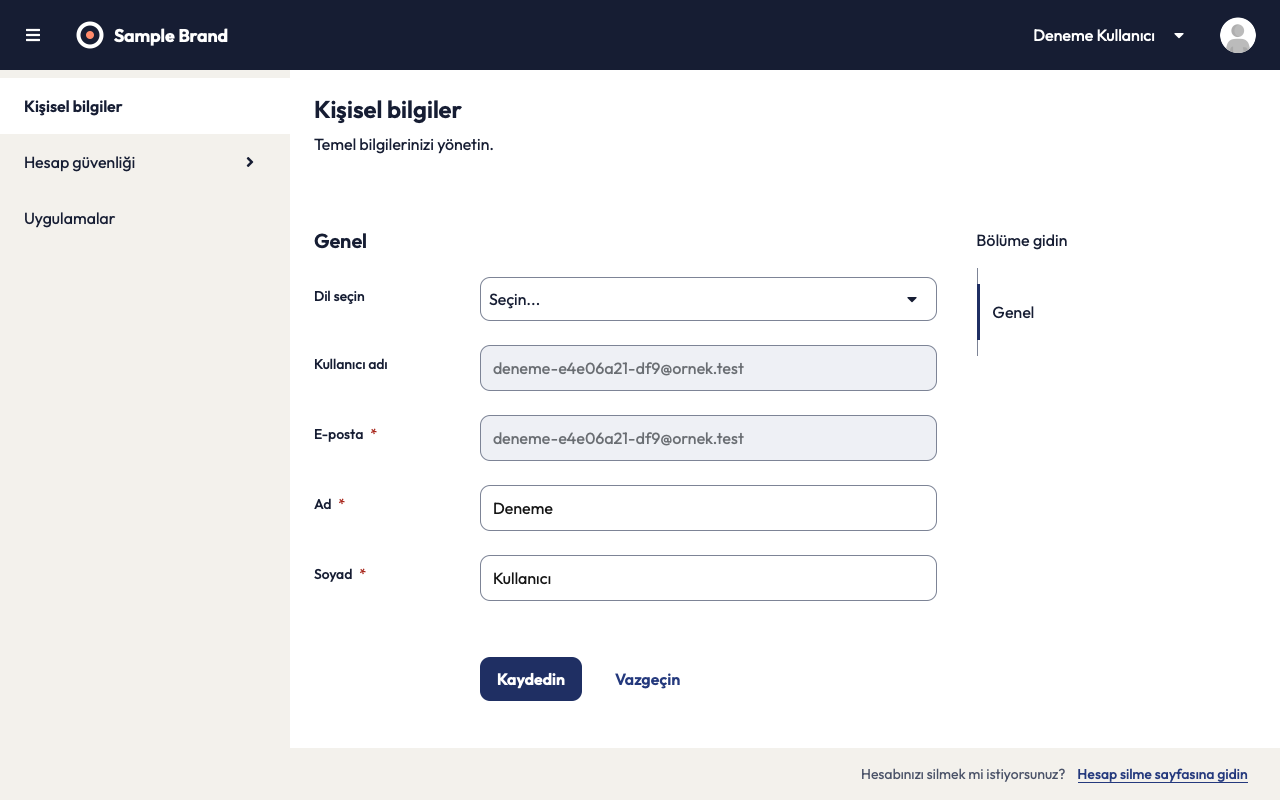 Sample Brand
Deneme Kullanıcı
Kişisel bilgiler
Hesap güvenliği
Uygulamalar
Kişisel bilgiler
Temel bilgilerinizi yönetin.
Genel
Dil seçin
Seçin...
Kullanıcı adı
deneme-e4e06a21-df9@ornek.test
E-posta *
deneme-e4e06a21-df9@ornek.test
Ad *
Deneme
Soyad *
Kullanıcı
Kaydedin
Vazgeçin
Bölüme gidin
Genel
Hesabınızı silmek mi istiyorsunuz? Hesap silme sayfasına gidin